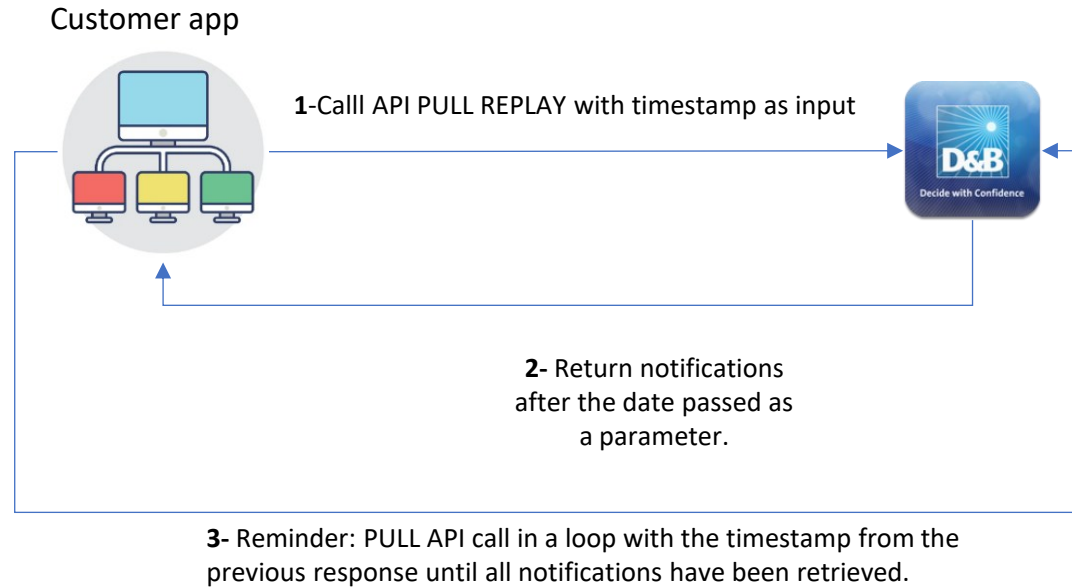 Customer app
1-Calll API PULL REPLAY with timestamp as input
D&B
Decide with Confidence
2- Return notifications
after the date passed as
a parameter.
3- Reminder: PULL API call in a loop with the timestamp from the
previous response until all notifications have been retrieved.